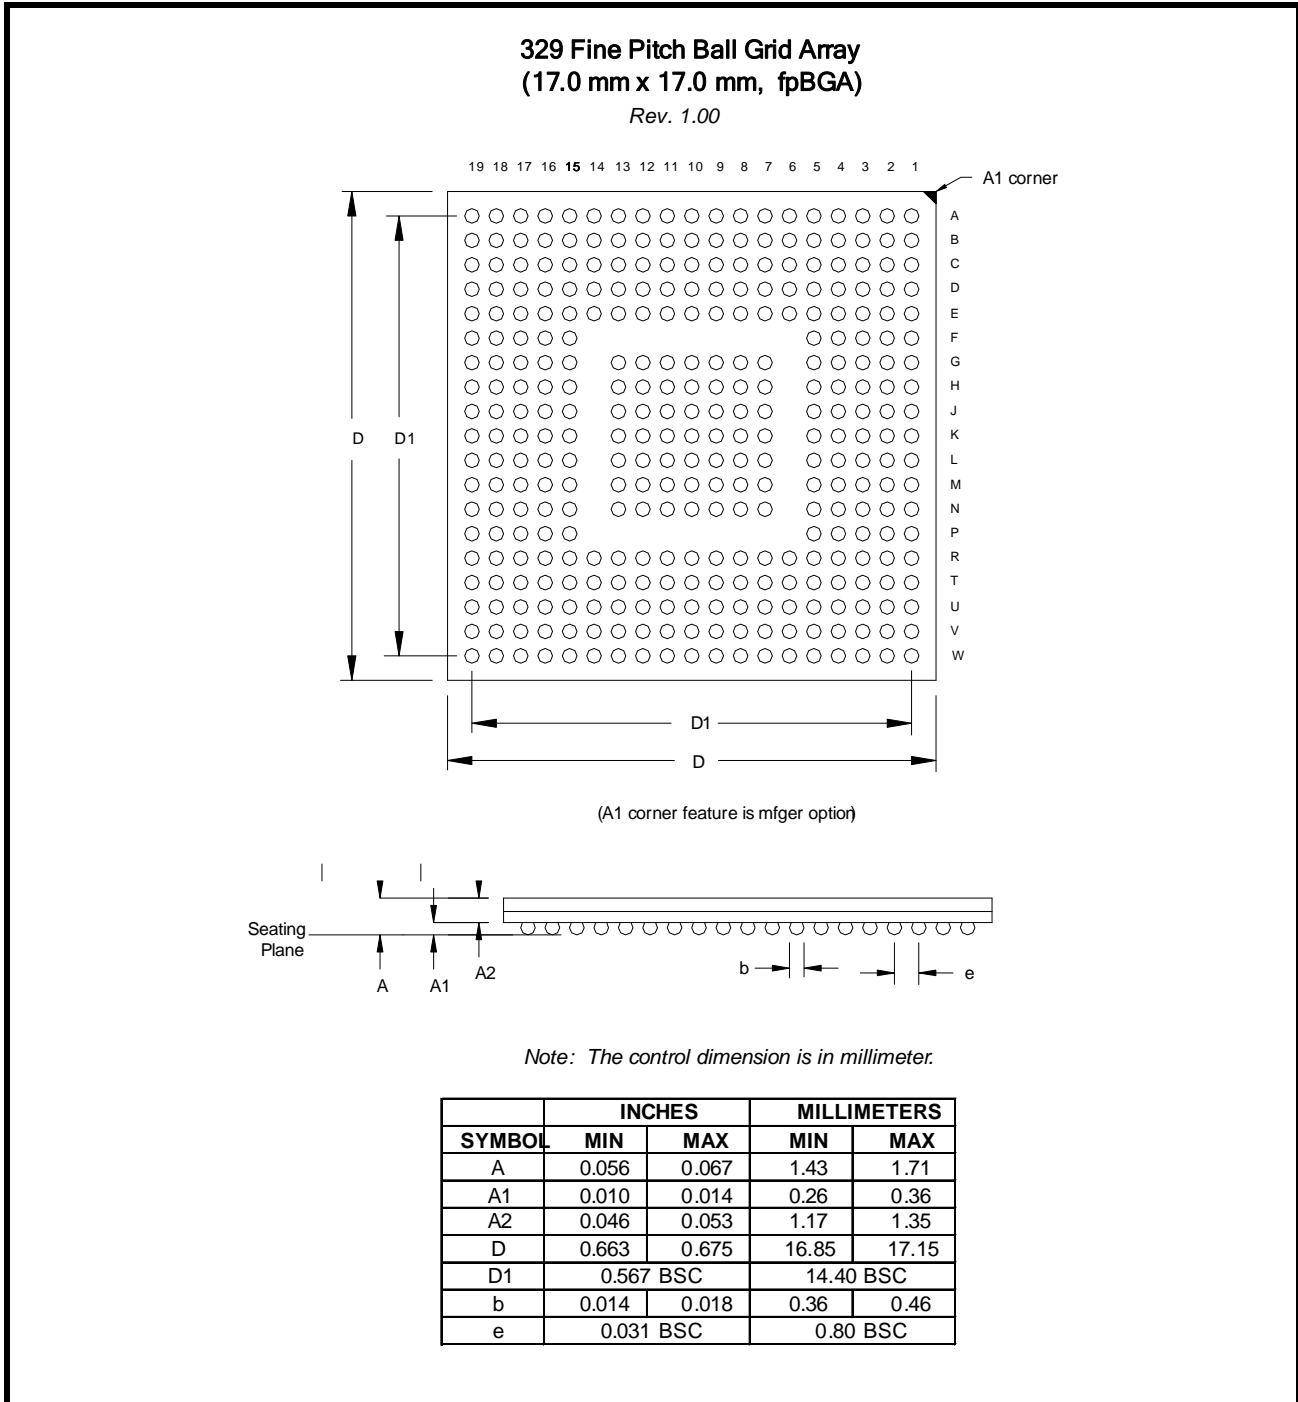 329 Fine Pitch Ball Grid Array
(17.0 mm x 17.0 mm, fpBGA)
Rev. 1.00
19 18 17 16 15 14 13 12 11 10 9 8 7 6 5 4 3 2 1
A1 corner
A
B
C
D
E
F
G
H
J
D D1 K
L
M
N
P
R
T
U
V
W
D1
D
(A1 corner feature is mfger option)
Seating
Plane
A A1 A2 b e
Note: The control dimension is in millimeter.
INCHES MILLIMETERS
SYMBOL MIN MAX MIN MAX
A 0.056 0.067 1.43 1.71
A1 0.010 0.014 0.26 0.36
A2 0.046 0.053 1.17 1.35
D 0.663 0.675 16.85 17.15
D1 0.567 BSC 14.40 BSC
b 0.014 0.018 0.36 0.46
e 0.031 BSC 0.80 BSC